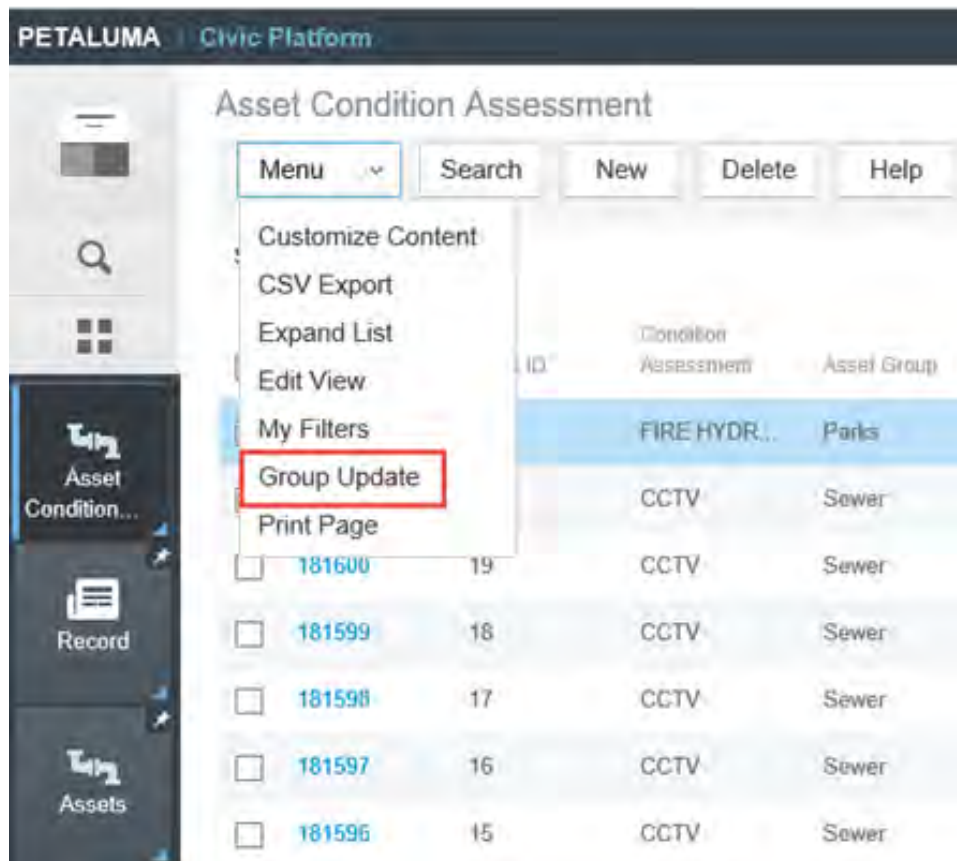 PETALUMA Civic Platform
Asset Condition Assessment
Menu Search New Delete Help
Customize Content
CSV Export
Expand List
Edit View
My Filters
Group Update
Print Page
ID
Condition
Assessment Asset Group
FIRE HYDR... Parks
CCTV Sewer
181600 19 CCTV Sewer
181599 18 CCTV Sewer
181598 17 CCTV Sewer
181597 16 CCTV Sewer
181596 15 CCTV Sewer
Asset
Condition...
Record
Assets